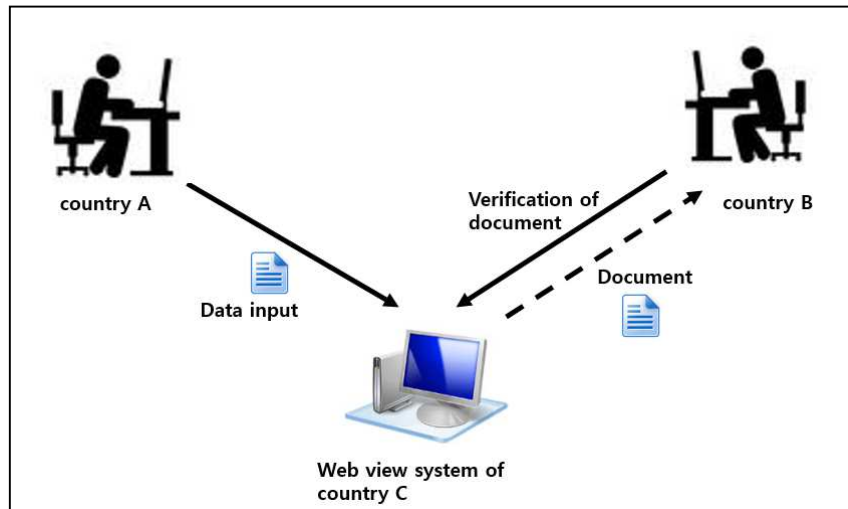 country A
Verification of
document
country B
Document
Data input
Web view system of
country C